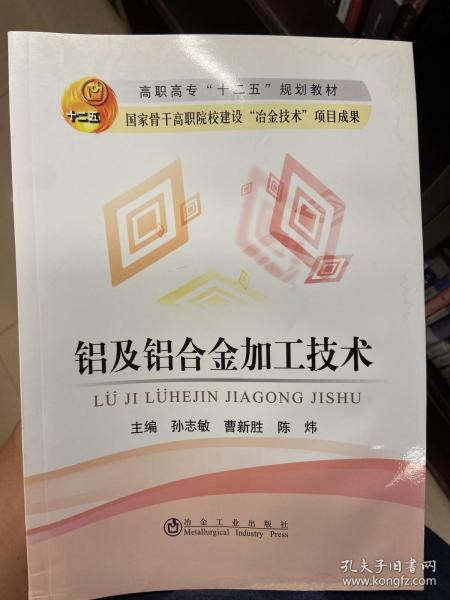 高职高专“十二五”规划教材
十二五
国家骨干高职院校建设“冶金技术”项目成果
铝及铝合金加工技术
LÜ JI LÜHEJIN JIAGONG JISHU
主编 孙志敏 曹新胜 陈 炜
冶金工业出版社
Metallurgical Industry Press
孔夫子旧书网
www.kongfz.com